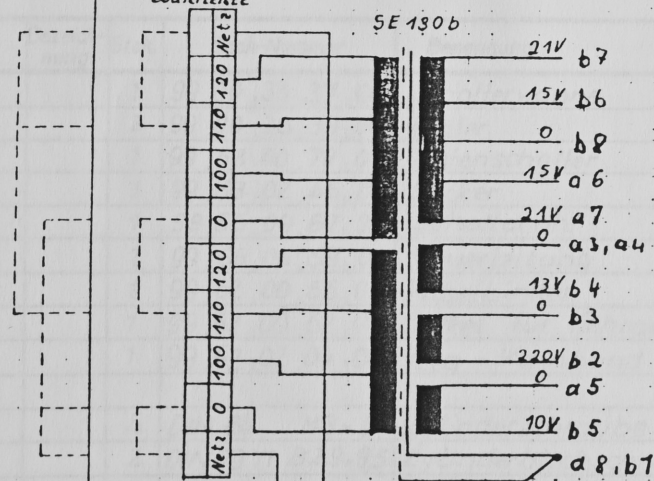 SE 130b
Netz
120
110
100
0
120
110
100
0
Netz
21V b7
15V b6
0 b8
15V a6
21V a7
0 a3, a4
13V b4
0 b3
220V b2
0 a5
10V b5
a8, b1